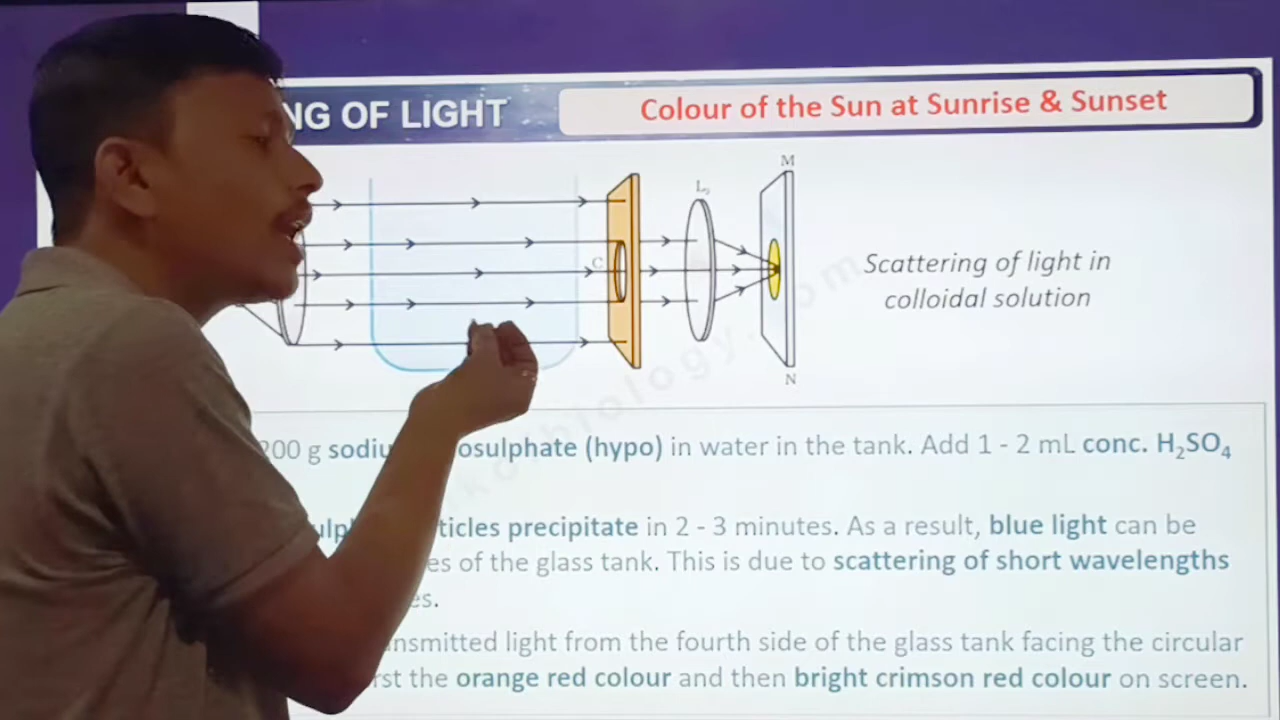 NG OF LIGHT
Colour of the Sun at Sunrise & Sunset
M
L₂
C
N
Scattering of light in
colloidal solution
200 g sodiu osulphate (hypo) in water in the tank. Add 1 - 2 mL conc. H₂SO₄
ulp ticles precipitate in 2 - 3 minutes. As a result, blue light can be
es of the glass tank. This is due to scattering of short wavelengths
es.
nsmitted light from the fourth side of the glass tank facing the circular
rst the orange red colour and then bright crimson red colour on screen.